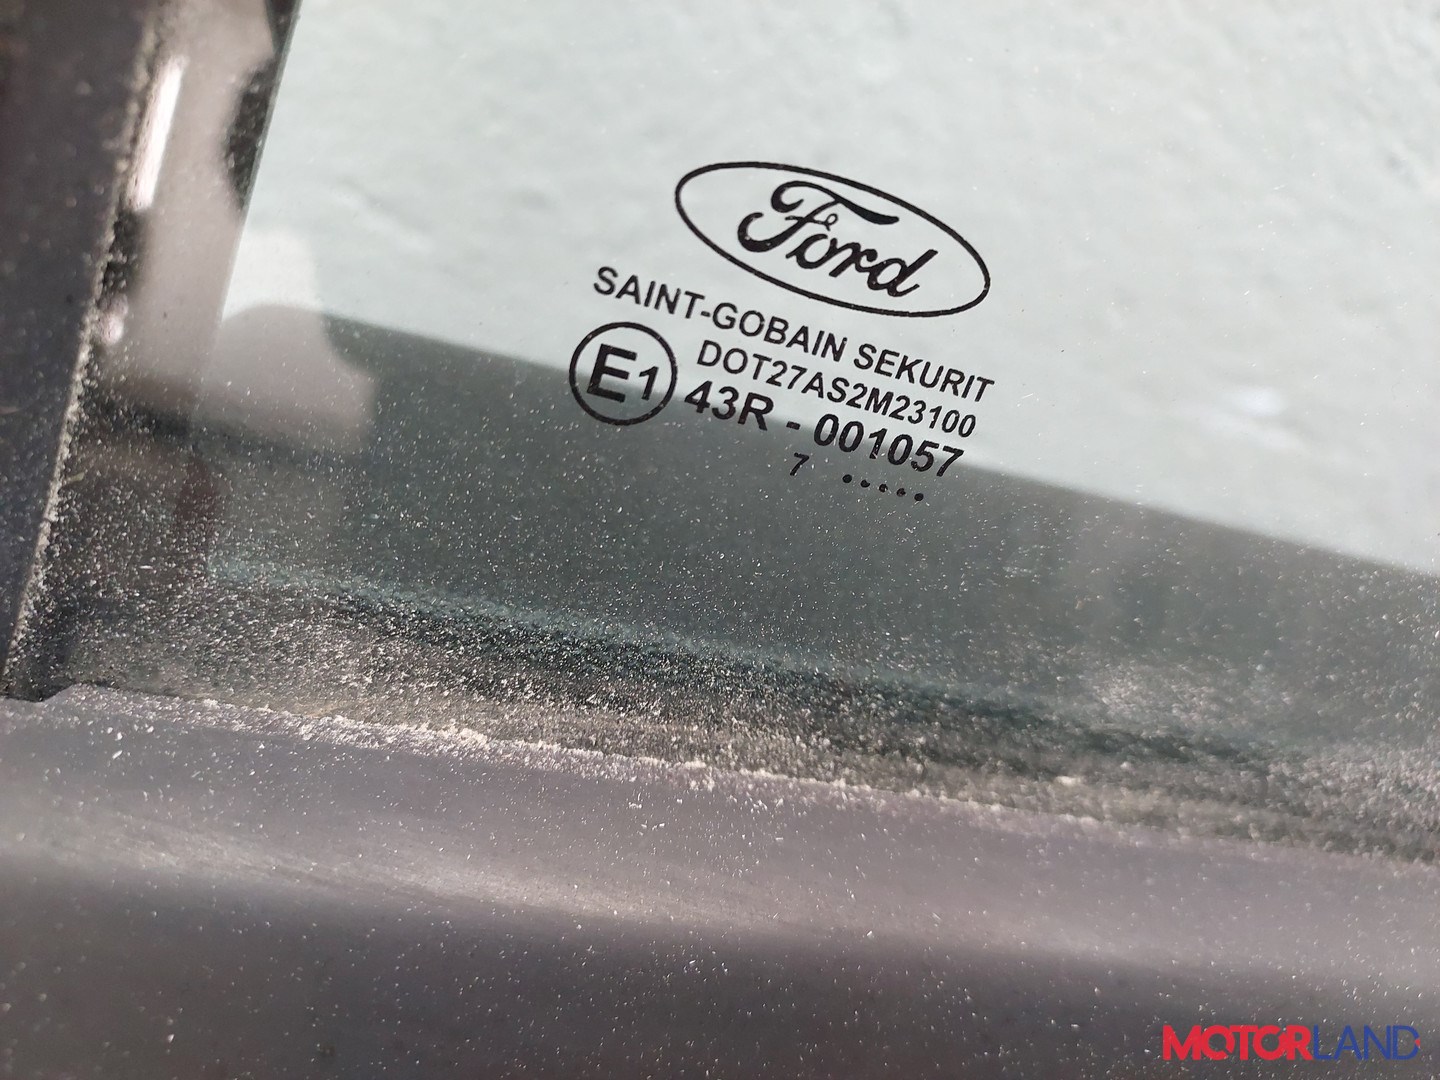 Ford
SAINT-GOBAIN SEKURIT
DOT27AS2M23100
E1 43R - 001057
7 .....
MOTORLAND